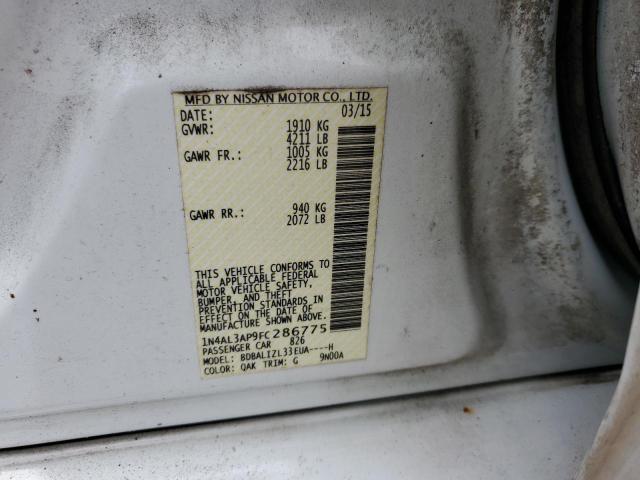 MFD BY NISSAN MOTOR CO., LTD.
DATE: 03/15
GVWR: 1910 KG
4211 LB
GAWR FR.: 1005 KG
2216 LB
GAWR RR.: 940 KG
2072 LB
THIS VEHICLE CONFORMS TO
ALL APPLICABLE FEDERAL
MOTOR VEHICLE SAFETY,
BUMPER, AND THEFT
PREVENTION STANDARDS IN
EFFECT ON THE DATE OF
MANUFACTURE SHOWN ABOVE.
1N4AL3AP9FC286775
PASSENGER CAR 826
MODEL: BDBALIZL33EUA----H
COLOR: QAK TRIM: G 9N00A